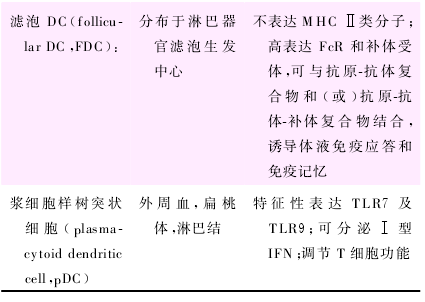 滤泡 DC(follicu-
lar DC,FDC):
分布于淋巴器
官滤泡生发
中心
不表达 MHC Ⅱ类分子;
高表达 FcR 和补体受
体,可与抗原-抗体复
合物和(或)抗原-抗
体-补体复合物结合,
诱导体液免疫应答和
免疫记忆
浆细胞样树突状
细胞(plasma-
cytoid dendritic
cell,pDC)
外周血,扁桃
体,淋巴结
特征性表达 TLR7 及
TLR9;可分泌Ⅰ型
IFN;调节 T 细胞功能